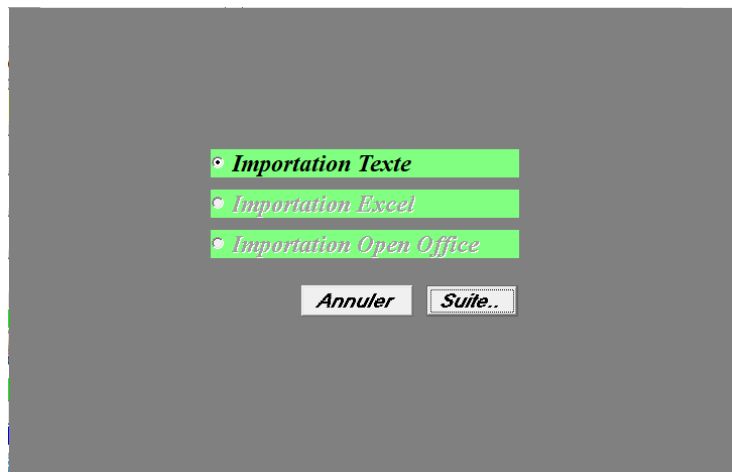 Importation Texte
Importation Excel
Importation Open Office
Annuler Suite..